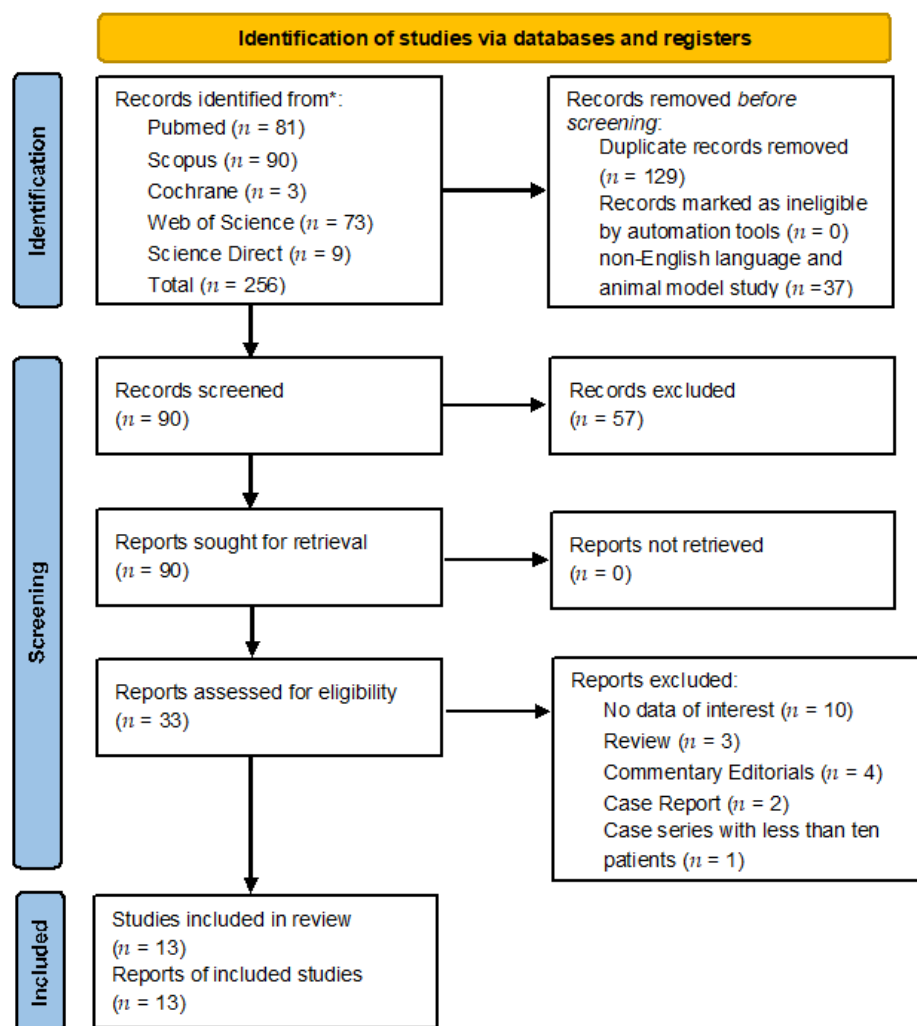 Identification of studies via databases and registers
Identification
Records identified from*:
Pubmed (n = 81)
Scopus (n = 90)
Cochrane (n = 3)
Web of Science (n = 73)
Science Direct (n = 9)
Total (n = 256)
Records removed before
screening:
Duplicate records removed
(n = 129)
Records marked as ineligible
by automation tools (n = 0)
non-English language and
animal model study (n =37)
Screening
Records screened
(n = 90)
Records excluded
(n = 57)
Reports sought for retrieval
(n = 90)
Reports not retrieved
(n = 0)
Reports assessed for eligibility
(n = 33)
Reports excluded:
No data of interest (n = 10)
Review (n = 3)
Commentary Editorials (n = 4)
Case Report (n = 2)
Case series with less than ten
patients (n = 1)
Included
Studies included in review
(n = 13)
Reports of included studies
(n = 13)